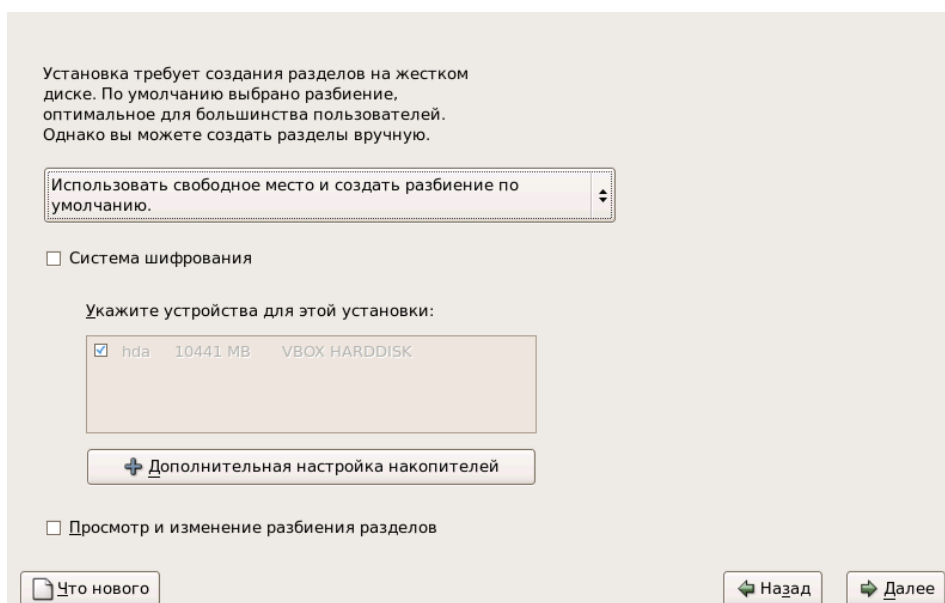 Установка требует создания разделов на жестком
диске. По умолчанию выбрано разбиение,
оптимальное для большинства пользователей.
Однако вы можете создать разделы вручную.
Использовать свободное место и создать разбиение по
умолчанию.
Система шифрования
Укажите устройства для этой установки:
hda 10441 MB VBOX HARDDISK
Дополнительная настройка накопителей
Просмотр и изменение разбиения разделов
Что нового
Назад
Далее